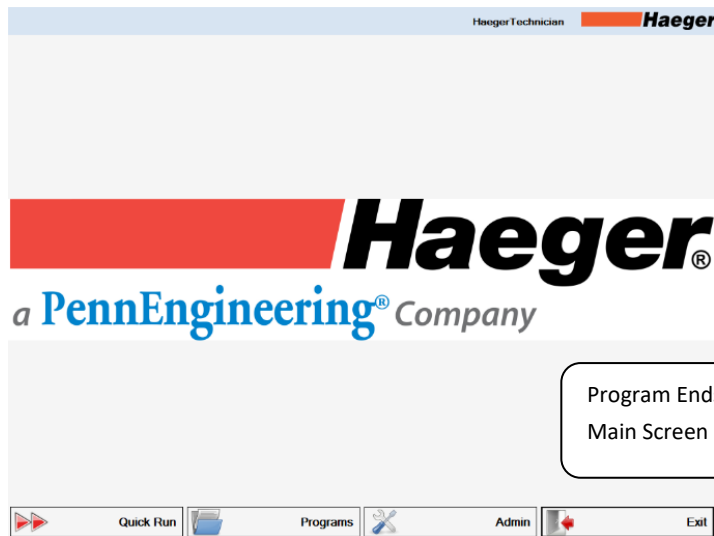 HaegerTechnician Haeger
Haeger®
a PennEngineering® Company
Program End
Main Screen
Quick Run Programs Admin Exit